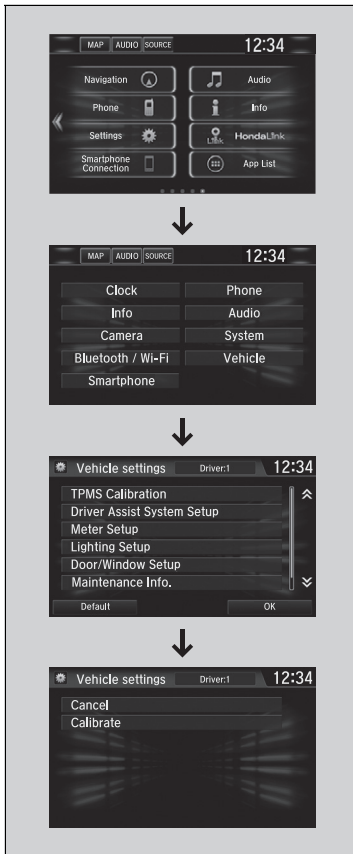 MAP AUDIO SOURCE 12:34
Navigation Audio
Phone Info
Settings Link HondaLink
Smartphone Connection App List
MAP AUDIO SOURCE 12:34
Clock Phone
Info Audio
Camera System
Bluetooth / Wi-Fi Vehicle
Smartphone
Vehicle settings Driver:1 12:34
TPMS Calibration
Driver Assist System Setup
Meter Setup
Lighting Setup
Door/Window Setup
Maintenance Info.
Default OK
Vehicle settings Driver:1 12:34
Cancel
Calibrate